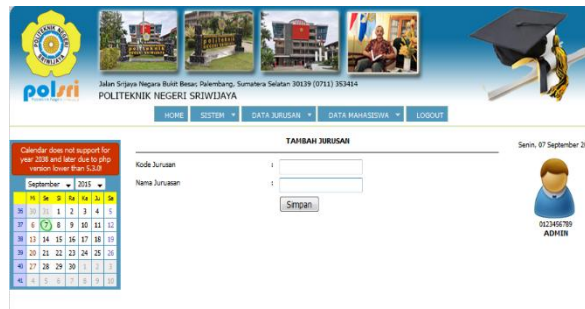 POLITEKNIK NEGERI
SRIWIJAYA
polsri
Jalan Srijaya Negara Bukit Besar, Palembang, Sumatera Selatan 30139 (0711) 353414
POLITEKNIK NEGERI SRIWIJAYA
HOME SISTEM DATA JURUSAN DATA MAHASISWA LOGOUT
Calendar does not support for
year 2038 and later due to php
version lower than 5.3.0!
September 2015
M Se S Ra Ka Ju Sa
36 30 31 1 2 3 4 5
37 6 7 8 9 10 11 12
38 13 14 15 16 17 18 19
39 20 21 22 23 24 25 26
40 27 28 29 30 1 2 3
41 4 5 6 7 8 9 10
TAMBAH JURUSAN
Kode Jurusan :
Nama Juruasan :
Simpan
Senin, 07 September 2
0123456789
ADMIN